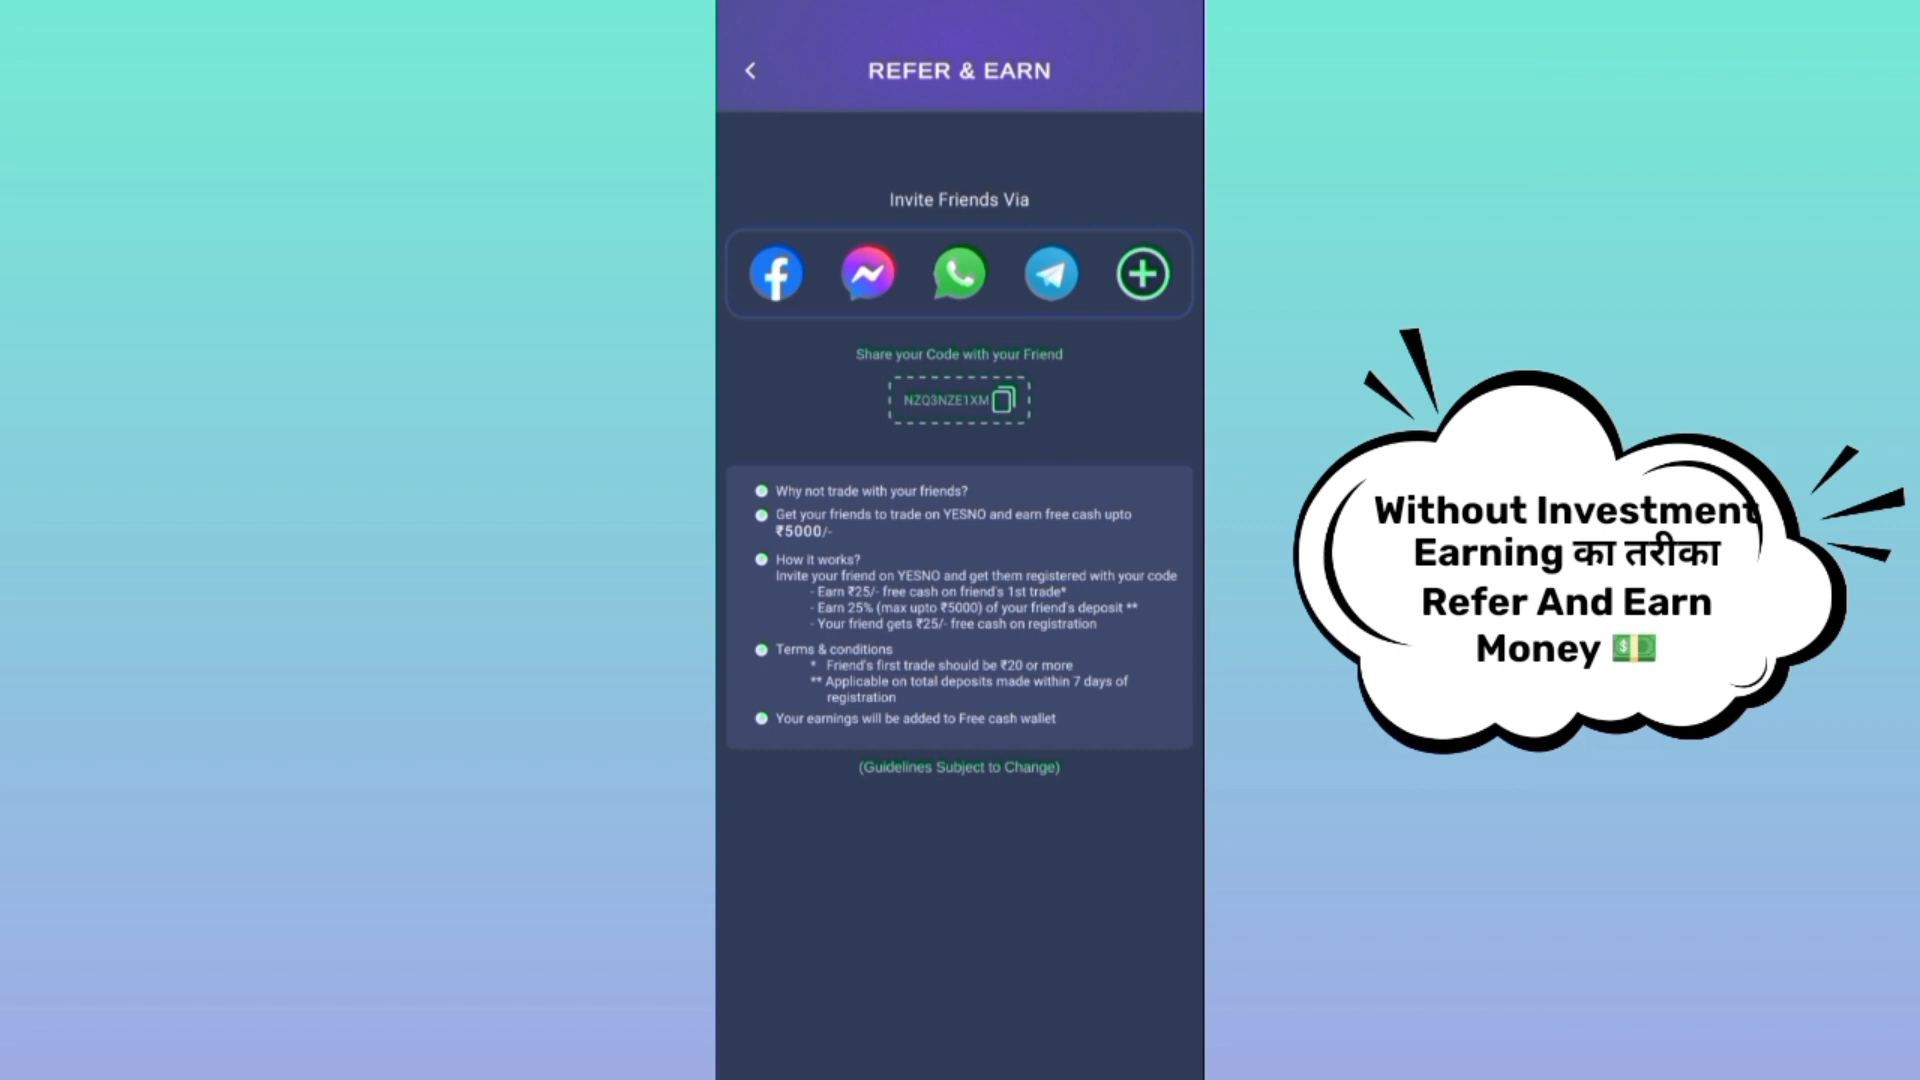 REFER & EARN
Invite Friends Via
Share your Code with your Friend
NZQ3NZE1XM
Why not trade with your friends?
Get your friends to trade on YESNO and earn free cash upto
₹5000/-
How it works?
Invite your friend on YESNO and get them registered with your code
- Earn ₹25/- free cash on friend's 1st trade*
- Earn 25% (max upto ₹5000) of your friend's deposit **
- Your friend gets ₹25/- free cash on registration
Terms & conditions
* Friend's first trade should be ₹20 or more
** Applicable on total deposits made within 7 days of
registration
Your earnings will be added to Free cash wallet
(Guidelines Subject to Change)
Without Investment
Earning का तरीका
Refer And Earn
Money 💵